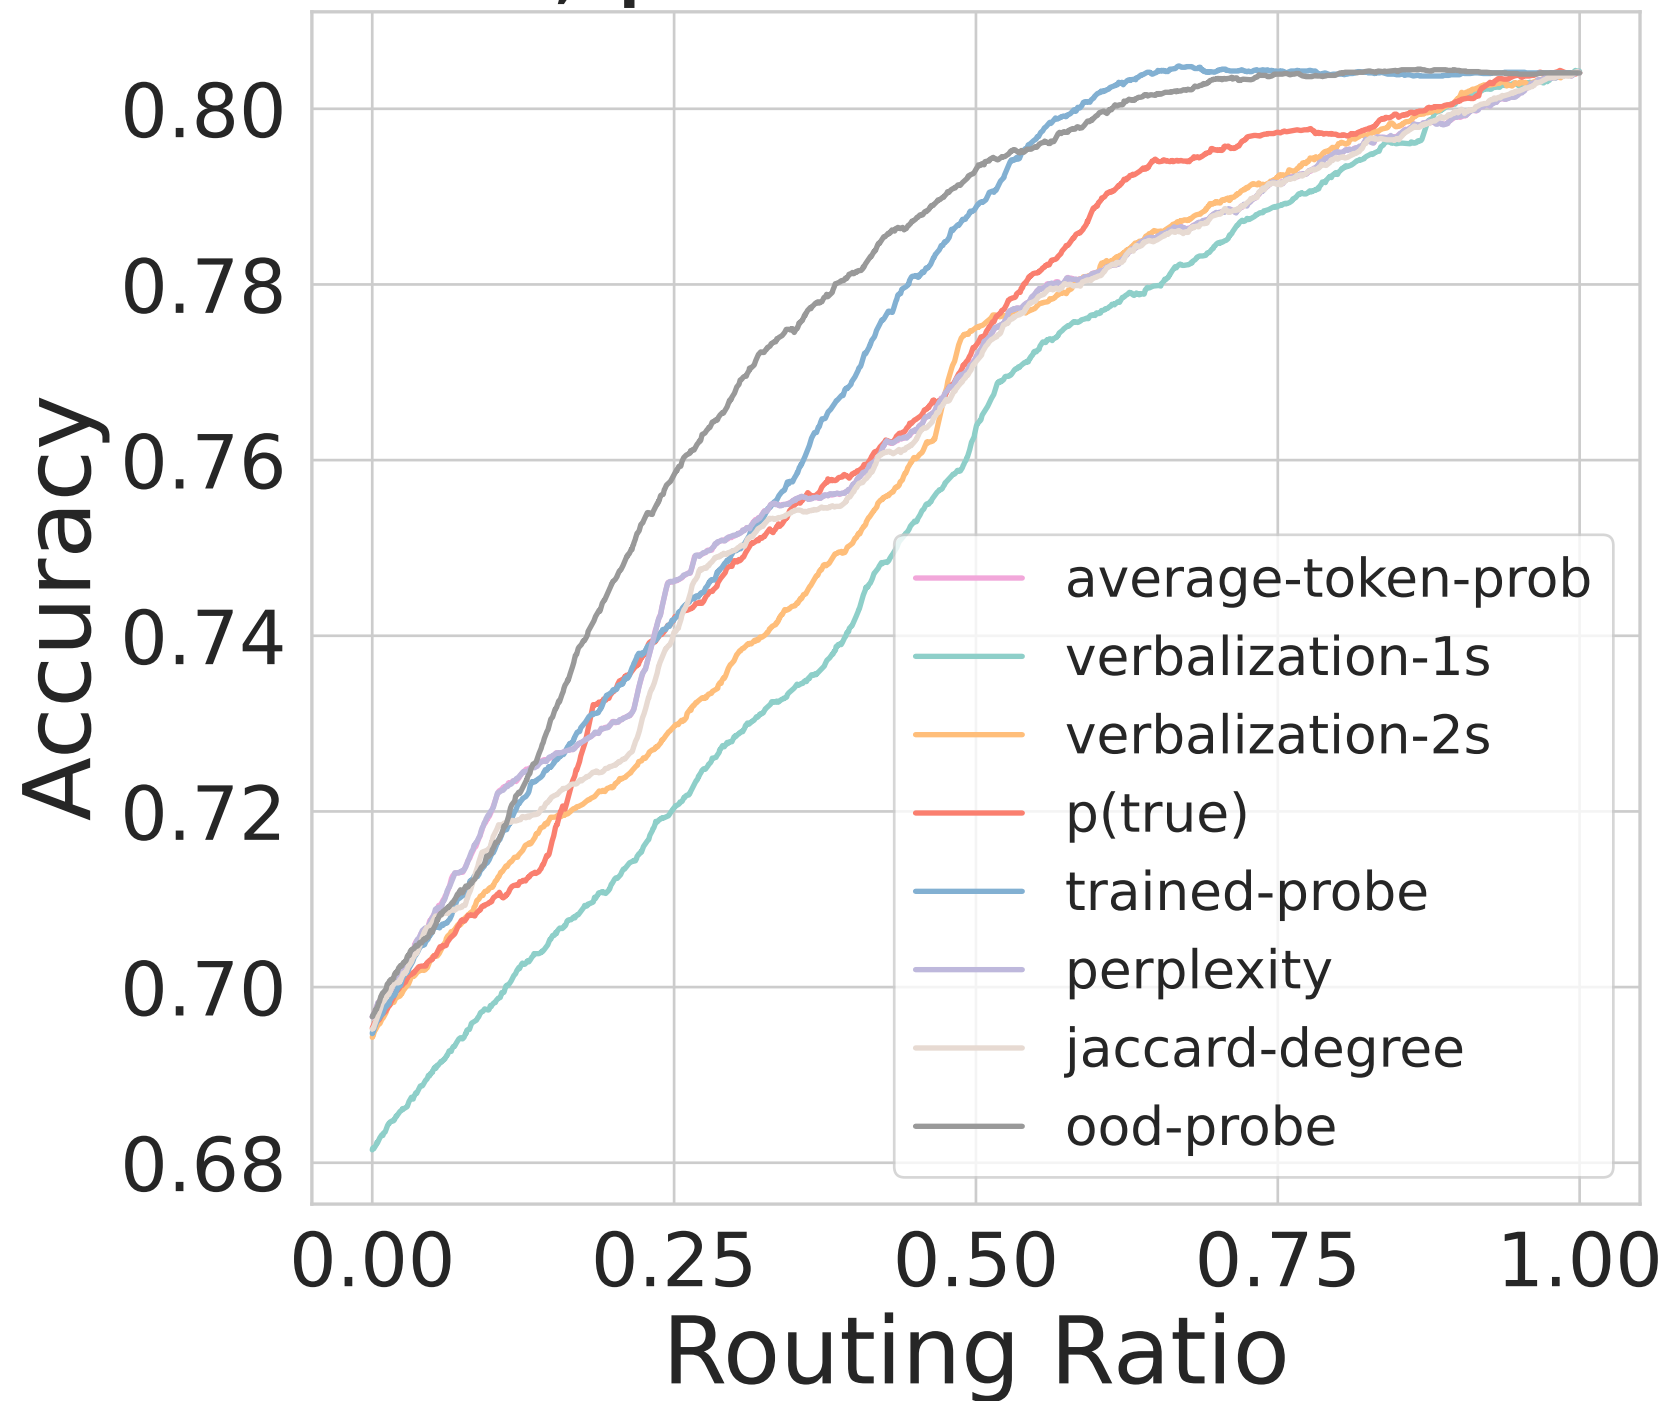 Accuracy
0.80
0.78
0.76
0.74
0.72
0.70
0.68
average-token-prob
verbalization-1s
verbalization-2s
p(true)
trained-probe
perplexity
jaccard-degree
ood-probe
0.00 0.25 0.50 0.75 1.00
Routing Ratio